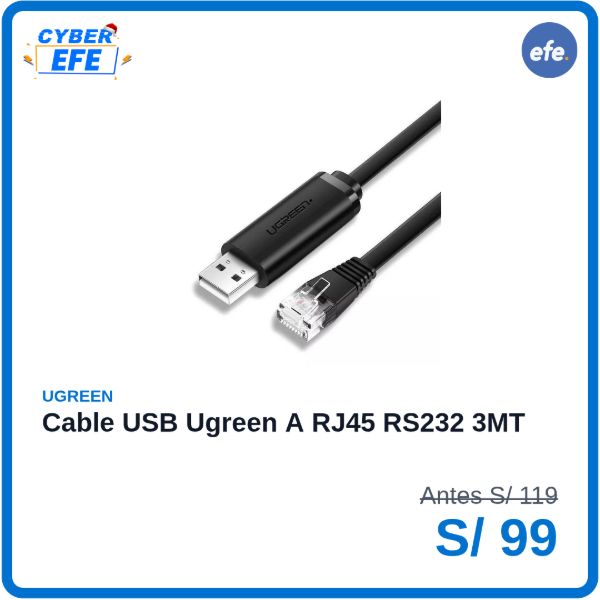 CYBER
EFE
efe.
UGREEN
UGREEN
Cable USB Ugreen A RJ45 RS232 3MT
Antes S/ 119
S/ 99